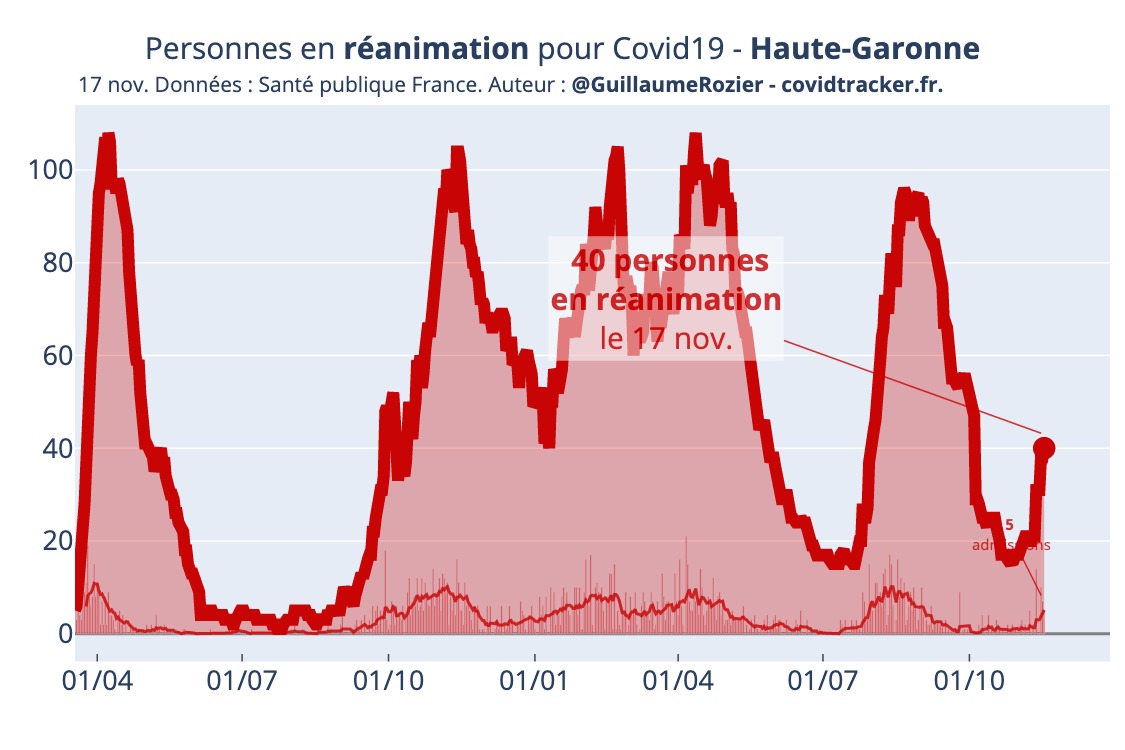 Personnes en réanimation pour Covid19 - Haute-Garonne
17 nov. Données : Santé publique France. Auteur : @GuillaumeRozier - covidtracker.fr.
100
80
60
40
20
0
40 personnes
en réanimation
le 17 nov.
5
admissions
01/04 01/07 01/10 01/01 01/04 01/07 01/10